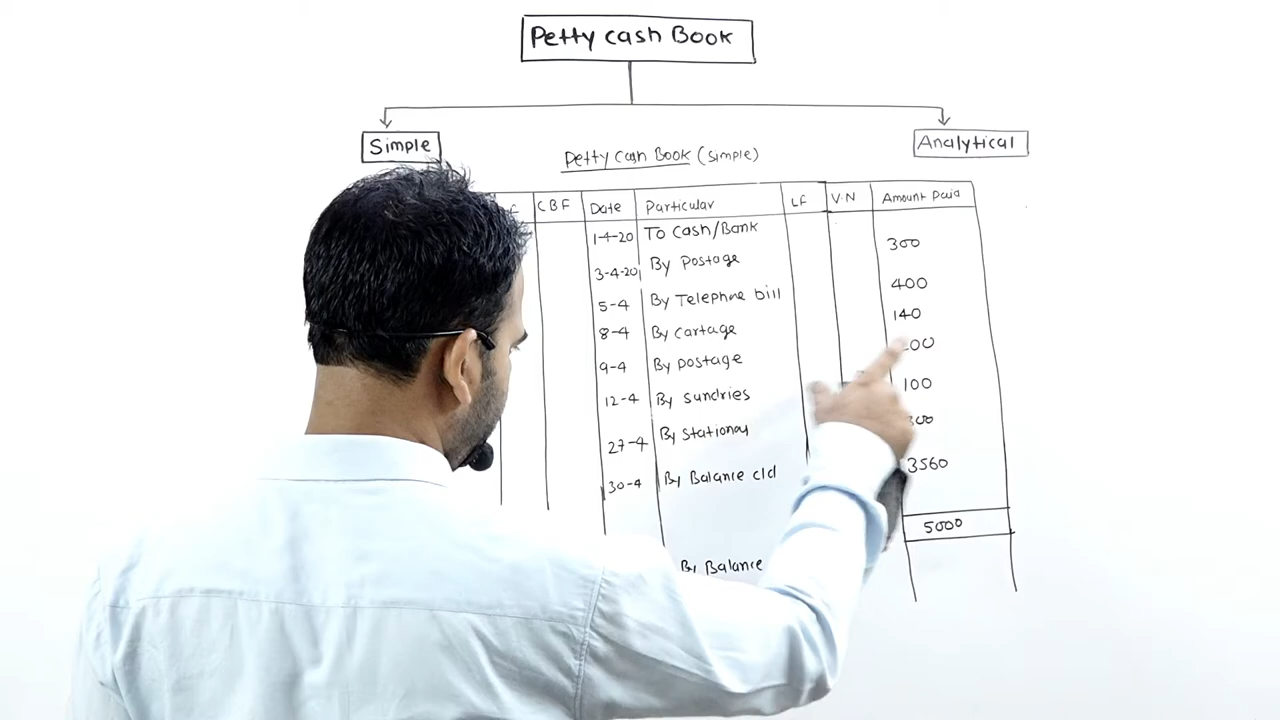 Petty cash Book
Simple
Analytical
Petty cash Book (simple)
CBF Date Particular LF V.N Amount Paid
1-4-20 To Cash/Bank
3-4-20 By Postage 300
5-4 By Telephne bill 400
8-4 By cartage 140
9-4 By postage
12-4 By sundries 100
27-4 By stationay
30-4 By Balance c/d 3560
5000
By Balance